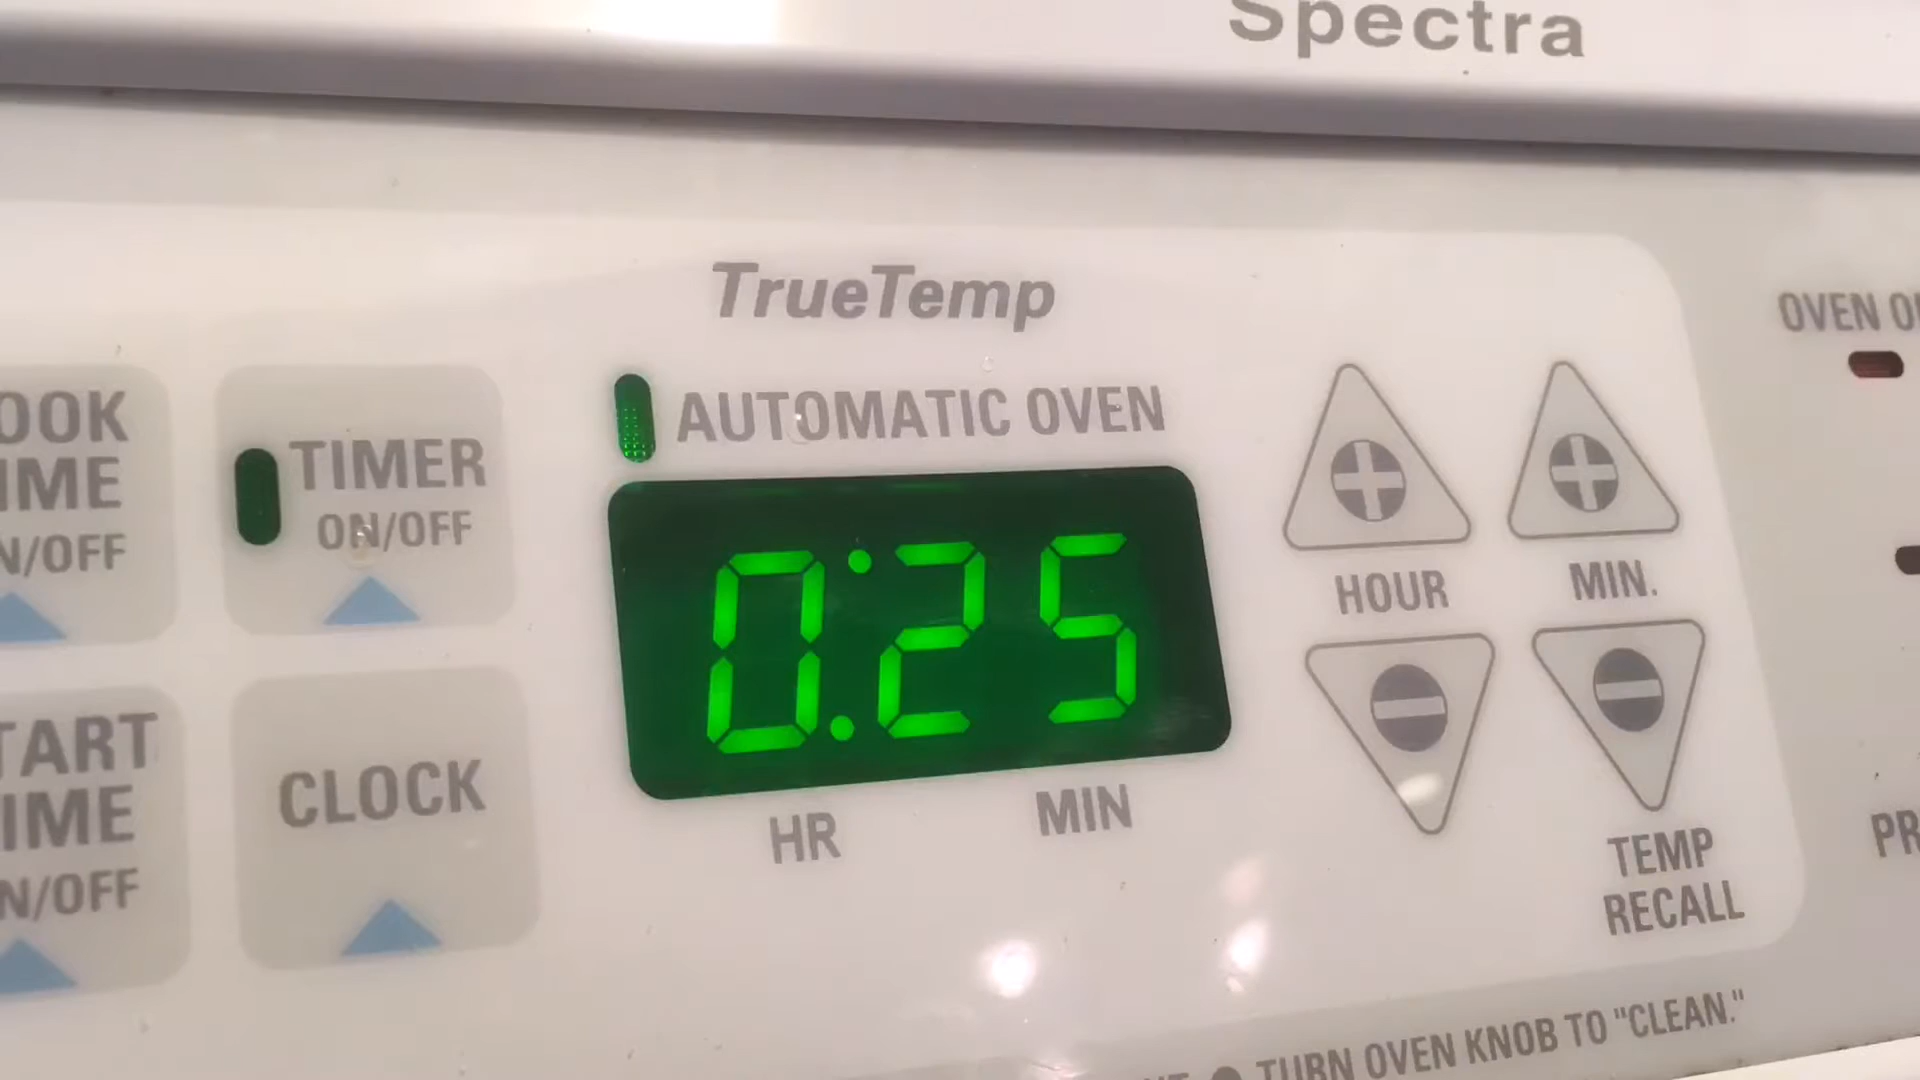 Spectra
TrueTemp
AUTOMATIC OVEN
TIMER
ON/OFF
CLOCK
0:25
HR
MIN
HOUR
MIN.
TEMP
RECALL
OVEN
TURN OVEN KNOB TO "CLEAN."